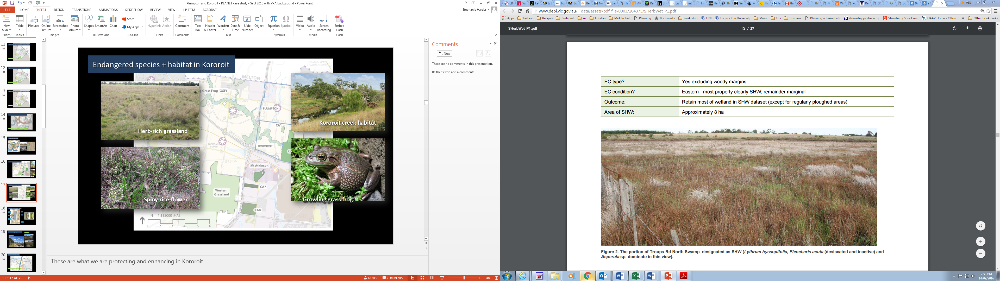 Plumpton and Kororoit - PLANET case study - Sept 2016 with VPA background - PowerPoint
FILE HOME INSERT DESIGN TRANSITIONS ANIMATIONS SLIDE SHOW REVIEW VIEW HP TRIM ACROBAT
Stephanie Harder
New Slide
Table
Pictures
Online Pictures
Screenshot
Photo Album
Shapes
SmartArt
Chart
Store
My Apps
Hyperlink
Action
Comment
Text Box
Header & Footer
WordArt
Date & Time
Slide Number
Object
Equation
Symbol
Video
Audio
Screen Recording
Embed Flash
Slides Tables Images Illustrations Add-ins Links Comments Text Symbols Media Flash
11
12
13
14
15
16
17
18
19
20
Endangered species + habitat in Kororoit
MELTON
g Grass Frog (GGF)
PLUMPTON
ROCKBANK NORTH
TAYLORS
CA1
WESTERN
ROCKBANK SOUTH
KOROROIT
GREIGS
Mt Atkinson
CA7
Western Grassland
CA8
Herb-rich grassland
Kororoit creek habitat
Spiny rice-flower
Growling grass frog
N 1:115000 @ A3
1 2 3 4 5 6
Comments
New
There are no comments in this presentation.
Be the first to add a comment!
These are what we are protecting and enhancing in Kororoit.
SLIDE 17 OF 53
NOTES COMMENTS 100%
www.depi.vic.gov.au/__data/assets/pdf_file/0003/204375/SHerbWet_P1.pdf
Apps Fashion Recipes Budapest nz London Middle East Planning Bookmarks work stuff UNI Login - The University Music Uni Brisbane Planning scheme hist dsewebapps.dse.vic.g Strawberry Sour Crea OAAV Home - Office » Other bookmarks
SHerbWet_P1.pdf
13 / 27
EC type? Yes excluding woody margins
EC condition? Eastern - most property clearly SHW, remainder marginal
Outcome: Retain most of wetland in SHW dataset (except for regularly ploughed areas)
Area of SHW: Approximately 8 ha
Figure 2. The portion of Troups Rd North Swamp designated as SHW (Lythrum hyssopifolia, Eleocharis acuta (desiccated and inactive) and
Asperula sp. dominate in this view).
7:53 PM
14/09/2016